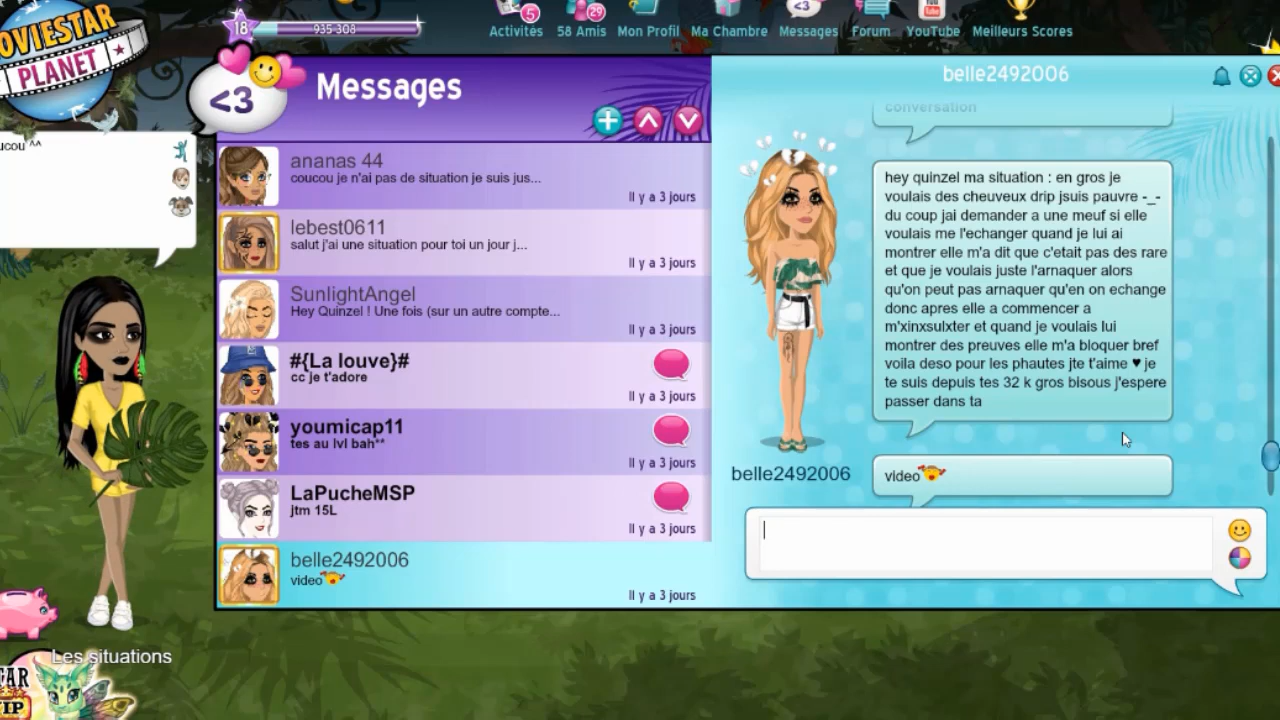 OVIESTAR
PLANET
18
935 308
5
29
<3
You
Tube
Activités
58 Amis
Mon Profil
Ma Chambre
Messages
Forum
YouTube
Meilleurs Scores
<3
Messages
ucou ^^
ananas 44
coucou je n'ai pas de situation je suis jus...
Il y a 3 jours
lebest0611
salut j'ai une situation pour toi un jour j...
Il y a 3 jours
SunlightAngel
Hey Quinzel ! Une fois (sur un autre compte...
Il y a 3 jours
#{La louve}#
cc je t'adore
Il y a 3 jours
youmicap11
tes au lvl bah**
Il y a 3 jours
LaPucheMSP
jtm 15L
Il y a 3 jours
belle2492006
video
Il y a 3 jours
belle2492006
conversation
hey quinzel ma situation : en gros je
voulais des cheuveux drip jsuis pauvre -_-
du coup jai demander a une meuf si elle
voulais me l'echanger quand je lui ai
montrer elle m'a dit que c'etait pas des rare
et que je voulais juste l'arnaquer alors
qu'on peut pas arnaquer qu'en on echange
donc apres elle a commencer a
m'xinxsulxter et quand je voulais lui
montrer des preuves elle m'a bloquer bref
voila deso pour les phautes jte t'aime ♥ je
te suis depuis tes 32 k gros bisous j'espere
passer dans ta
video
belle2492006
Les situations
TAR
VIP